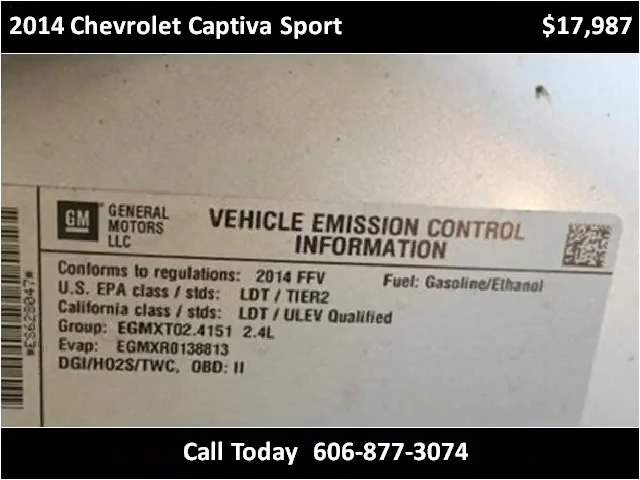 2014 Chevrolet Captiva Sport $17,987
GM GENERAL MOTORS LLC
VEHICLE EMISSION CONTROL
INFORMATION
Conforms to regulations: 2014 FFV Fuel: Gasoline/Ethanol
U.S. EPA class / stds: LDT / TIER2
California class / stds: LDT / ULEV Qualified
Group: EGMXT02.4151 2.4L
Evap: EGMXR0138813
DGI/HO2S/TWC, OBD: II
*ES628047*
Call Today 606-877-3074